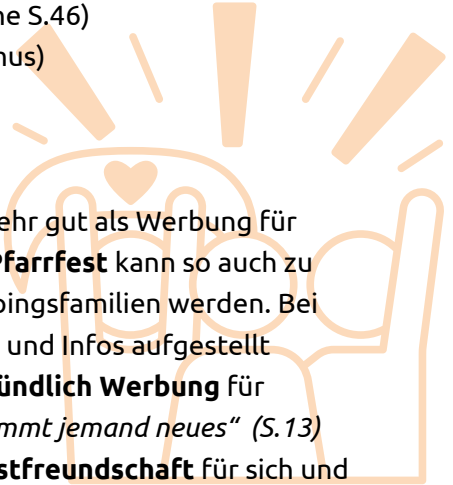 ne S.46)
nus)
ehr gut als Werbung für
Pfarrfest kann so auch zu
pingsfamilien werden. Bei
und Infos aufgestellt
ündlich Werbung für
mmt jemand neues“ (S.13)
stfreundschaft für sich und